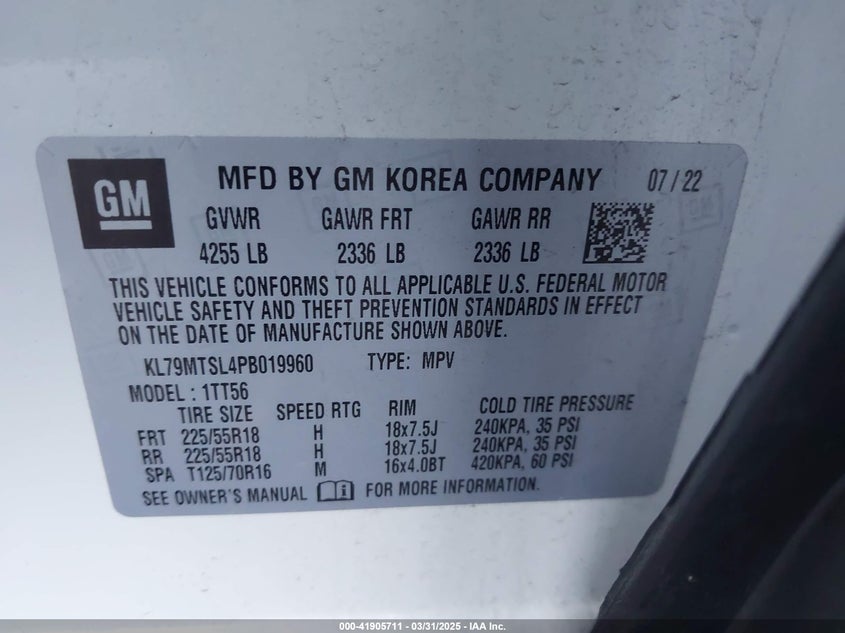 GM
MFD BY GM KOREA COMPANY 07 / 22
GVWR GAWR FRT GAWR RR
4255 LB 2336 LB 2336 LB
THIS VEHICLE CONFORMS TO ALL APPLICABLE U.S. FEDERAL MOTOR
VEHICLE SAFETY AND THEFT PREVENTION STANDARDS IN EFFECT
ON THE DATE OF MANUFACTURE SHOWN ABOVE.
KL79MTSL4PB019960 TYPE: MPV
MODEL : 1TT56
TIRE SIZE SPEED RTG RIM COLD TIRE PRESSURE
FRT 225/55R18 H 18x7.5J 240KPA, 35 PSI
RR 225/55R18 H 18x7.5J 240KPA, 35 PSI
SPA T125/70R16 M 16x4.0BT 420KPA, 60 PSI
SEE OWNER'S MANUAL FOR MORE INFORMATION.
000-41905711 - 03/31/2025 - IAA Inc.